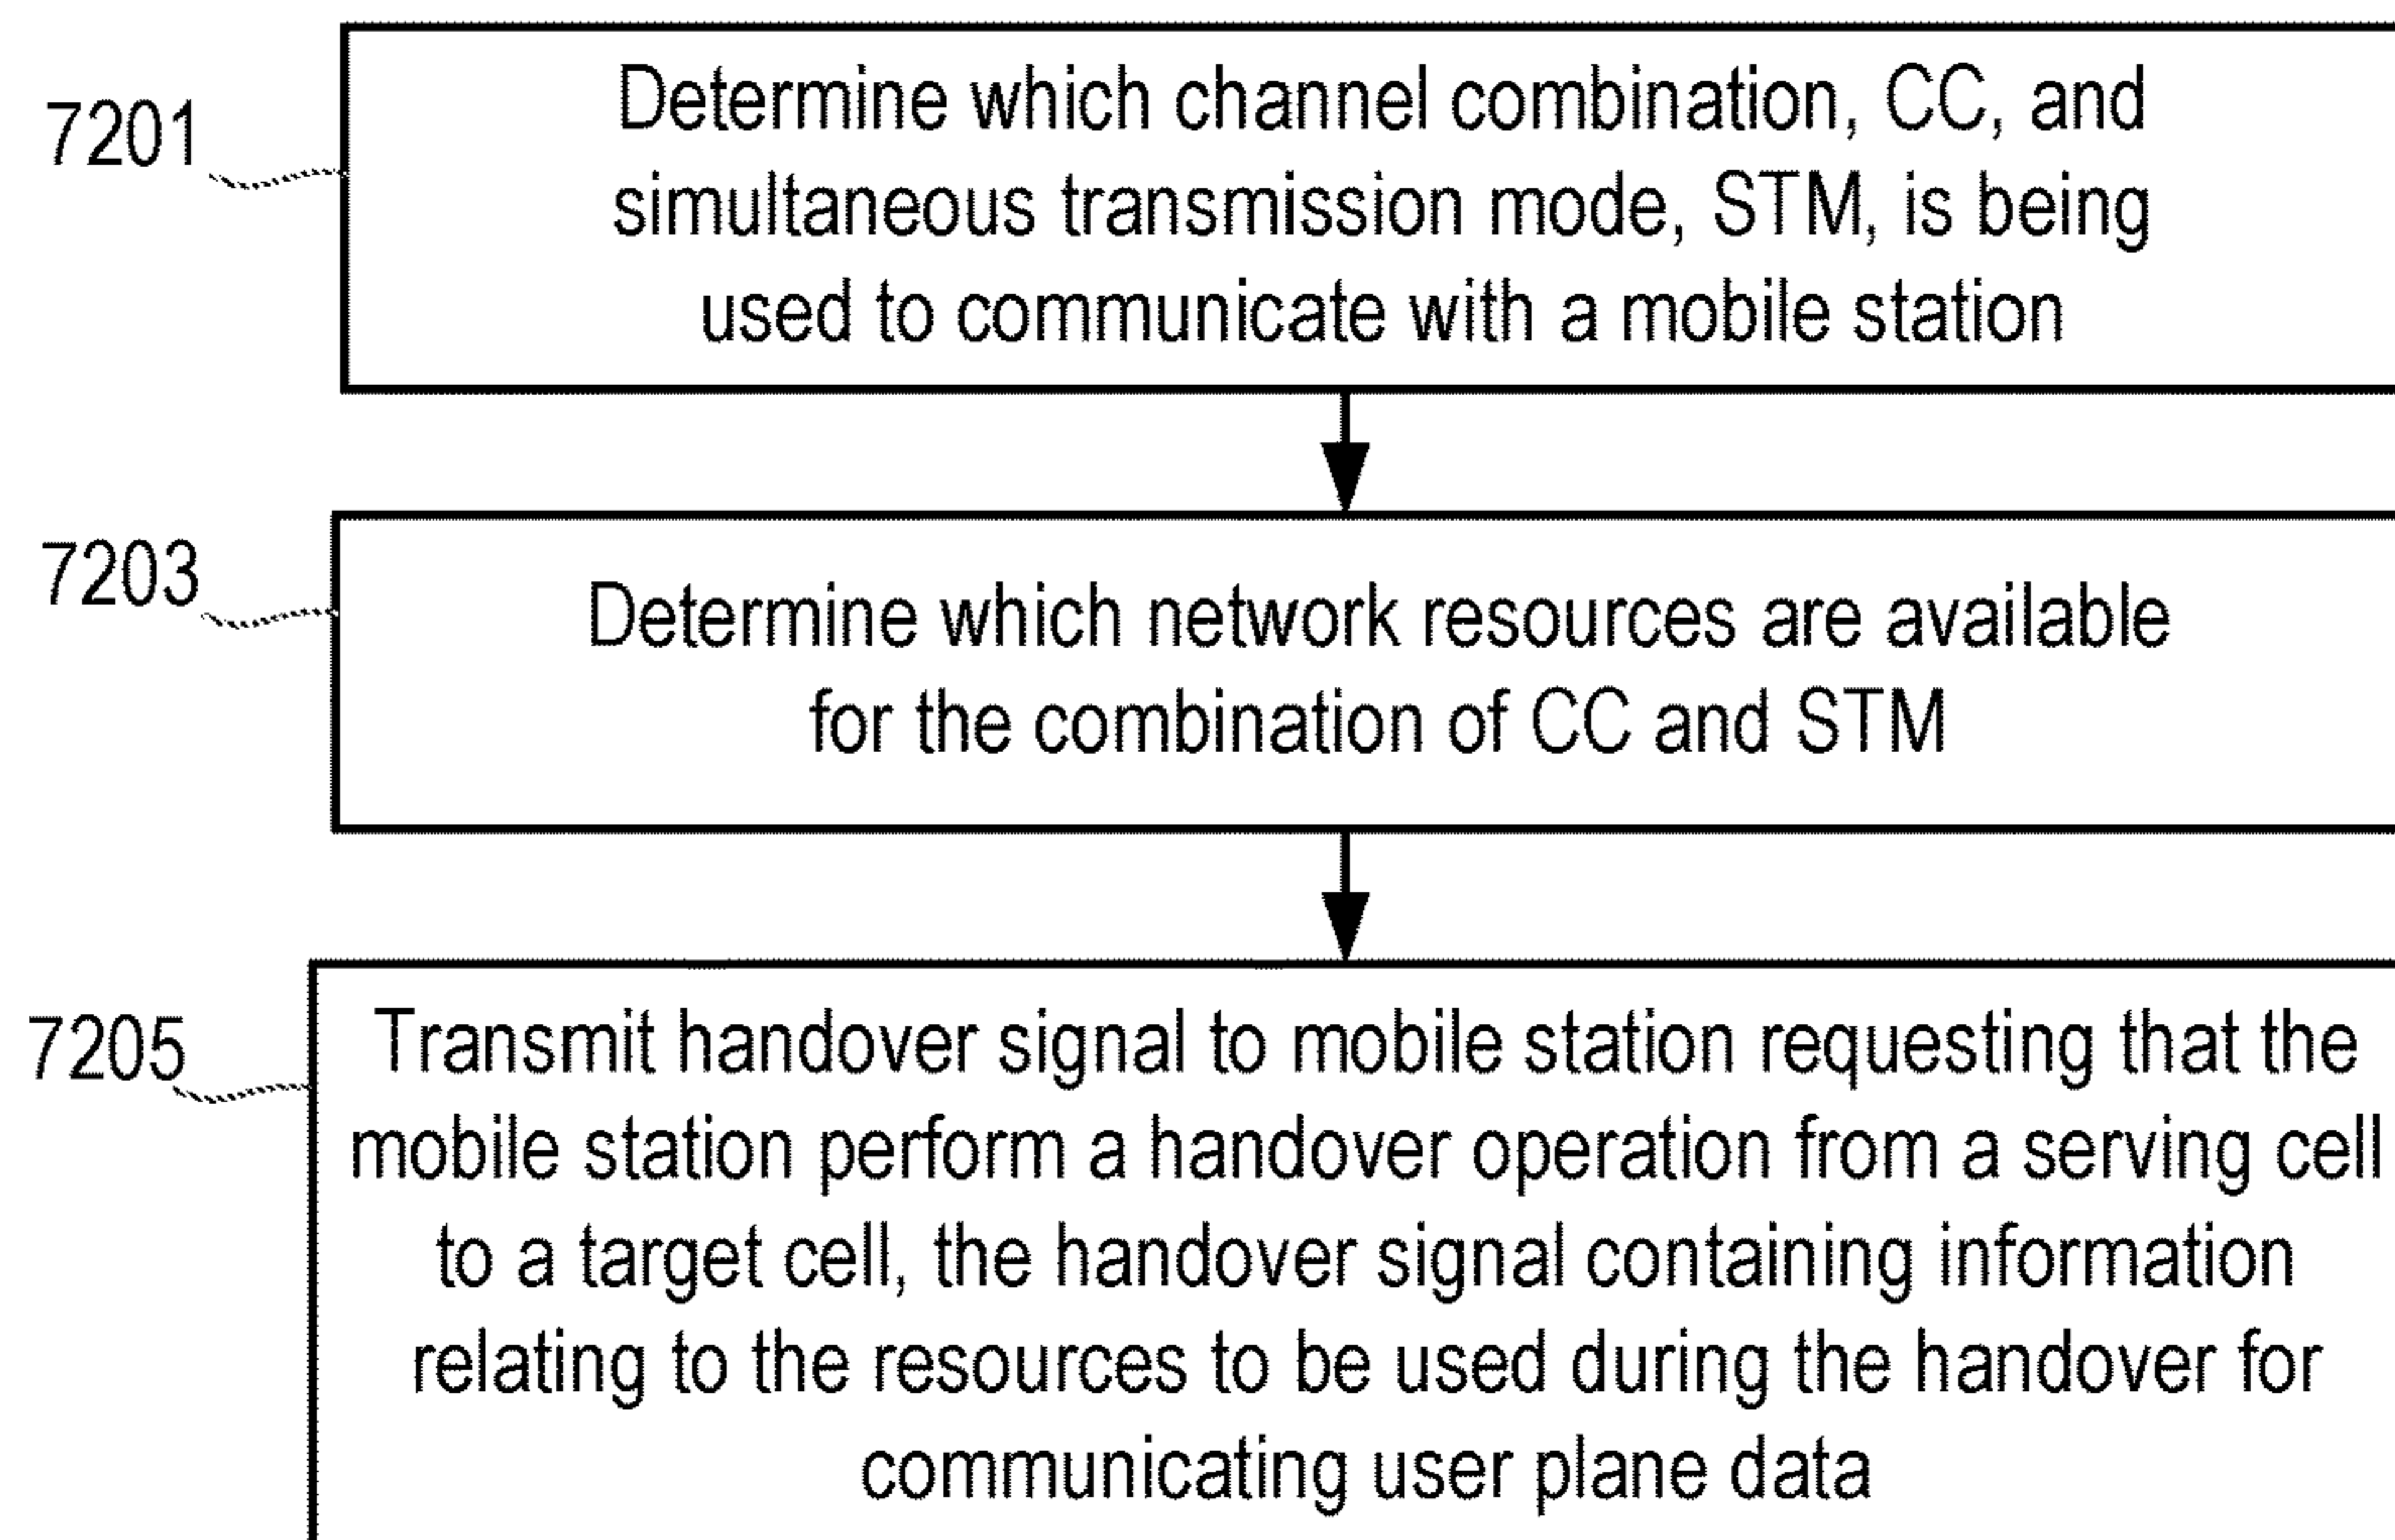 7201
Determine which channel combination, CC, and
simultaneous transmission mode, STM, is being
used to communicate with a mobile station
7203
Determine which network resources are available
for the combination of CC and STM
7205
Transmit handover signal to mobile station requesting that the
mobile station perform a handover operation from a serving cell
to a target cell, the handover signal containing information
relating to the resources to be used during the handover for
communicating user plane data